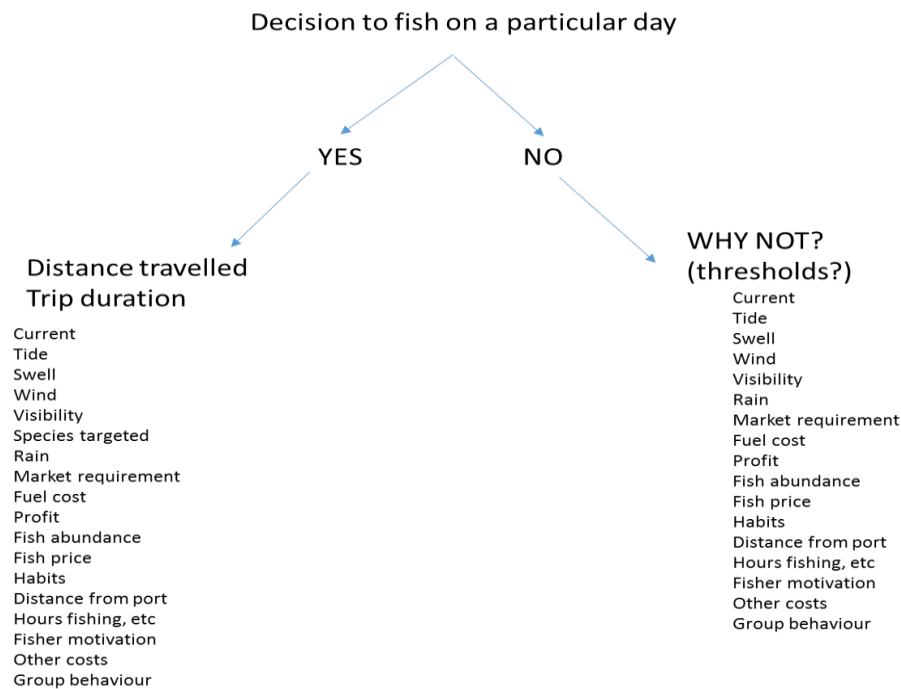 Decision to fish on a particular day
YES
NO
Distance travelled
Trip duration
Current
Tide
Swell
Wind
Visibility
Species targeted
Rain
Market requirement
Fuel cost
Profit
Fish abundance
Fish price
Habits
Distance from port
Hours fishing, etc
Fisher motivation
Other costs
Group behaviour
WHY NOT?
(thresholds?)
Current
Tide
Swell
Wind
Visibility
Rain
Market requirement
Fuel cost
Profit
Fish abundance
Fish price
Habits
Distance from port
Hours fishing, etc
Fisher motivation
Other costs
Group behaviour